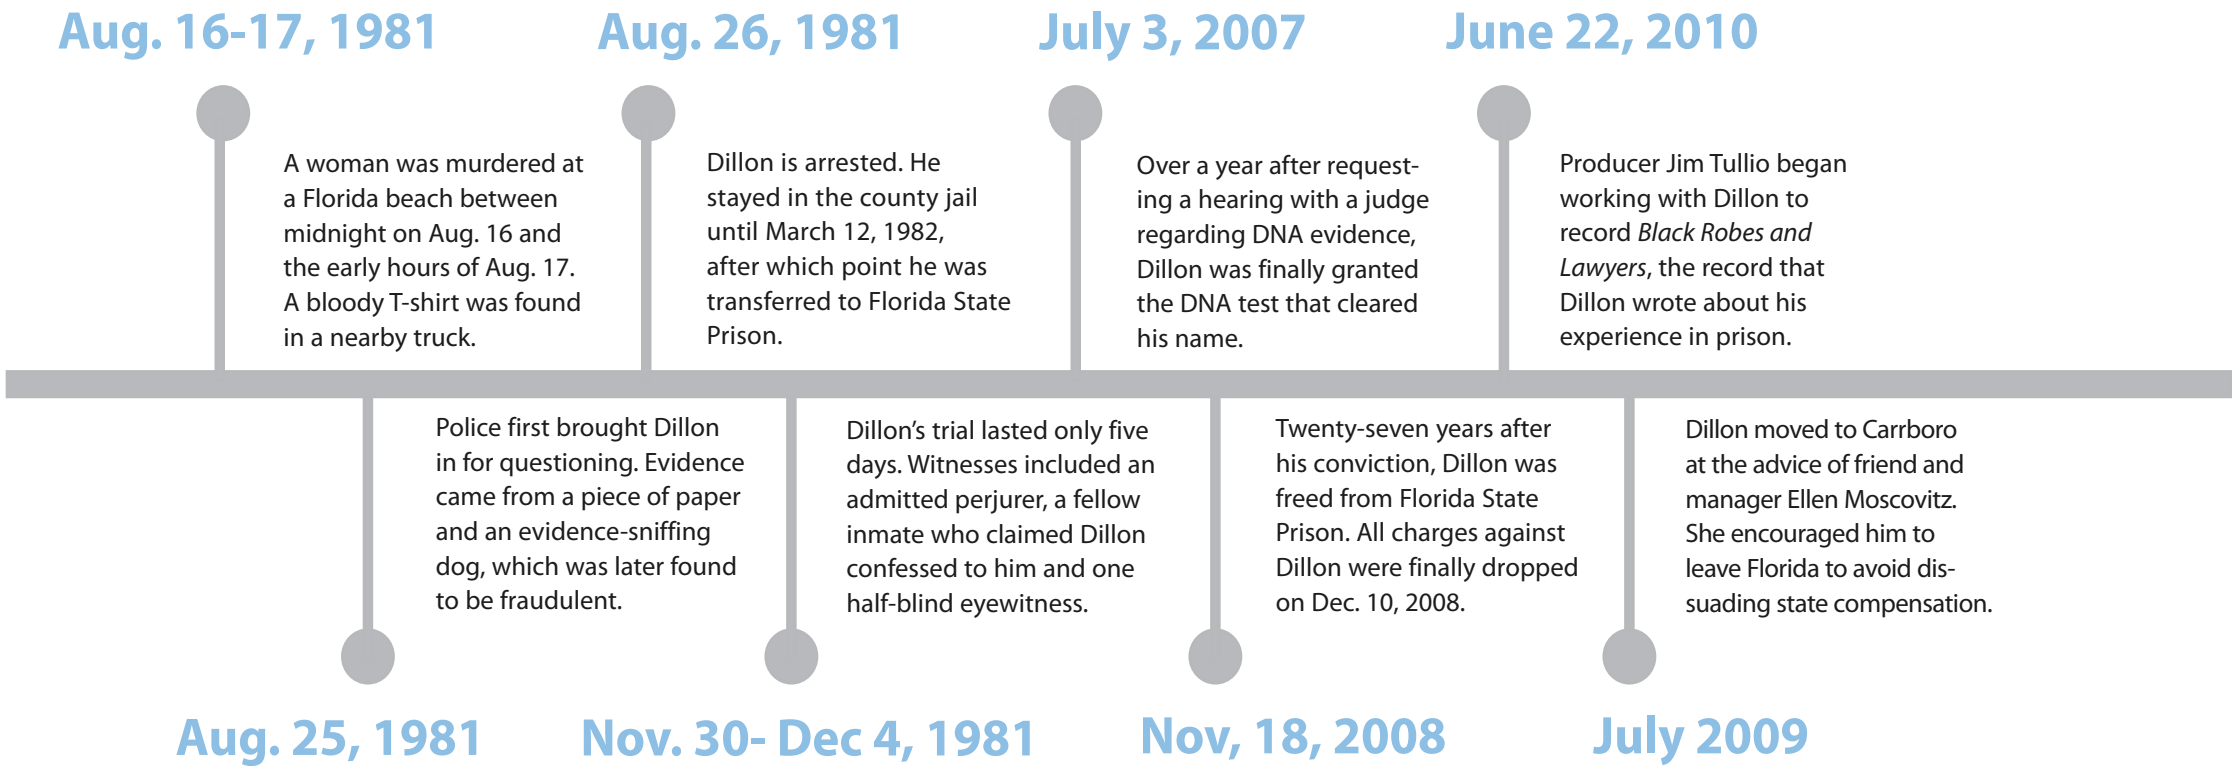 Aug. 16-17, 1981
A woman was murdered at
a Florida beach between
midnight on Aug. 16 and
the early hours of Aug. 17.
A bloody T-shirt was found
in a nearby truck.
Police first brought Dillon
in for questioning. Evidence
came from a piece of paper
and an evidence-sniffing
dog, which was later found
to be fraudulent.
Aug. 25, 1981
Aug. 26, 1981
Dillon is arrested. He
stayed in the county jail
until March 12, 1982,
after which point he was
transferred to Florida State
Prison.
Dillon’s trial lasted only five
days. Witnesses included an
admitted perjurer, a fellow
inmate who claimed Dillon
confessed to him and one
half-blind eyewitness.
Nov. 30- Dec 4, 1981
July 3, 2007
Over a year after request-
ing a hearing with a judge
regarding DNA evidence,
Dillon was finally granted
the DNA test that cleared
his name.
Twenty-seven years after
his conviction, Dillon was
freed from Florida State
Prison. All charges against
Dillon were finally dropped
on Dec. 10, 2008.
Nov, 18, 2008
June 22, 2010
Producer Jim Tullio began
working with Dillon to
record Black Robes and
Lawyers, the record that
Dillon wrote about his
experience in prison.
Dillon moved to Carrboro
at the advice of friend and
manager Ellen Moscovitz.
She encouraged him to
leave Florida to avoid dis-
suading state compensation.
July 2009